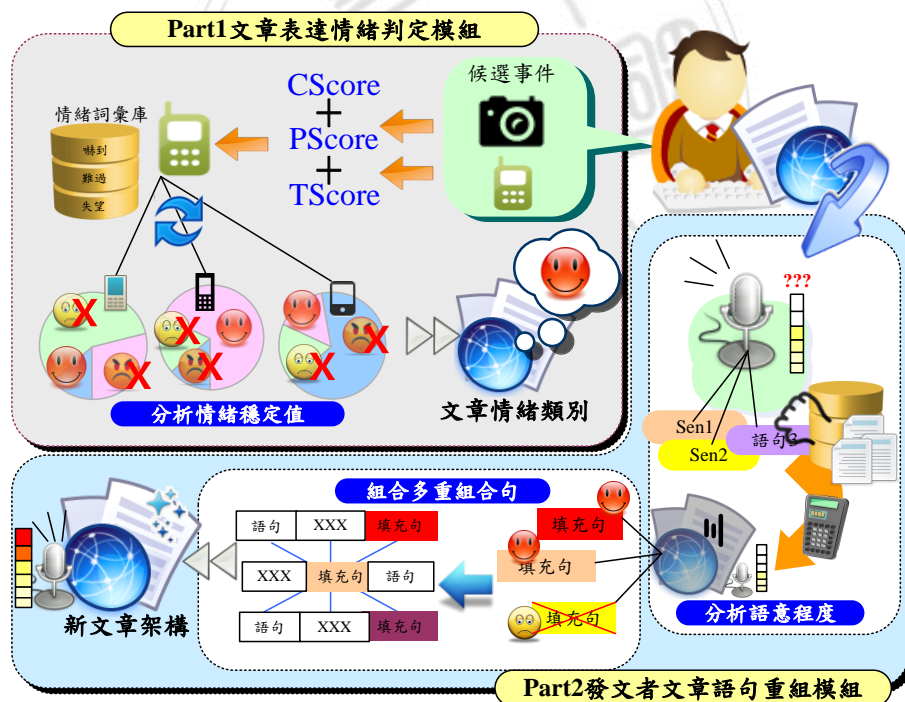 Part1文章表達情緒判定模組
候選事件
CScore
+
PScore
+
TScore
情緒詞彙庫
嚇到
難過
失望
X
X
X
X
X
X
分析情緒穩定值
文章情緒類別
???
Sen1
Sen2
語句3
分析語意程度
組合多重組合句
語句 XXX 填充句
XXX 填充句 語句
語句 XXX 填充句
填充句
填充句
填充句
新文章架構
Part2發文者文章語句重組模組